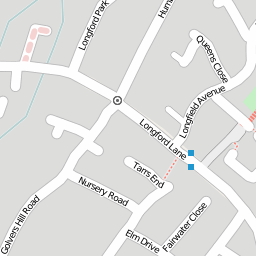 Longford Park
Queens Close
Longfield Avenue
Longford Lane
Tarrs End
Nursery Road
Golvers Hill Road
Fairwater Close
Elm Drive